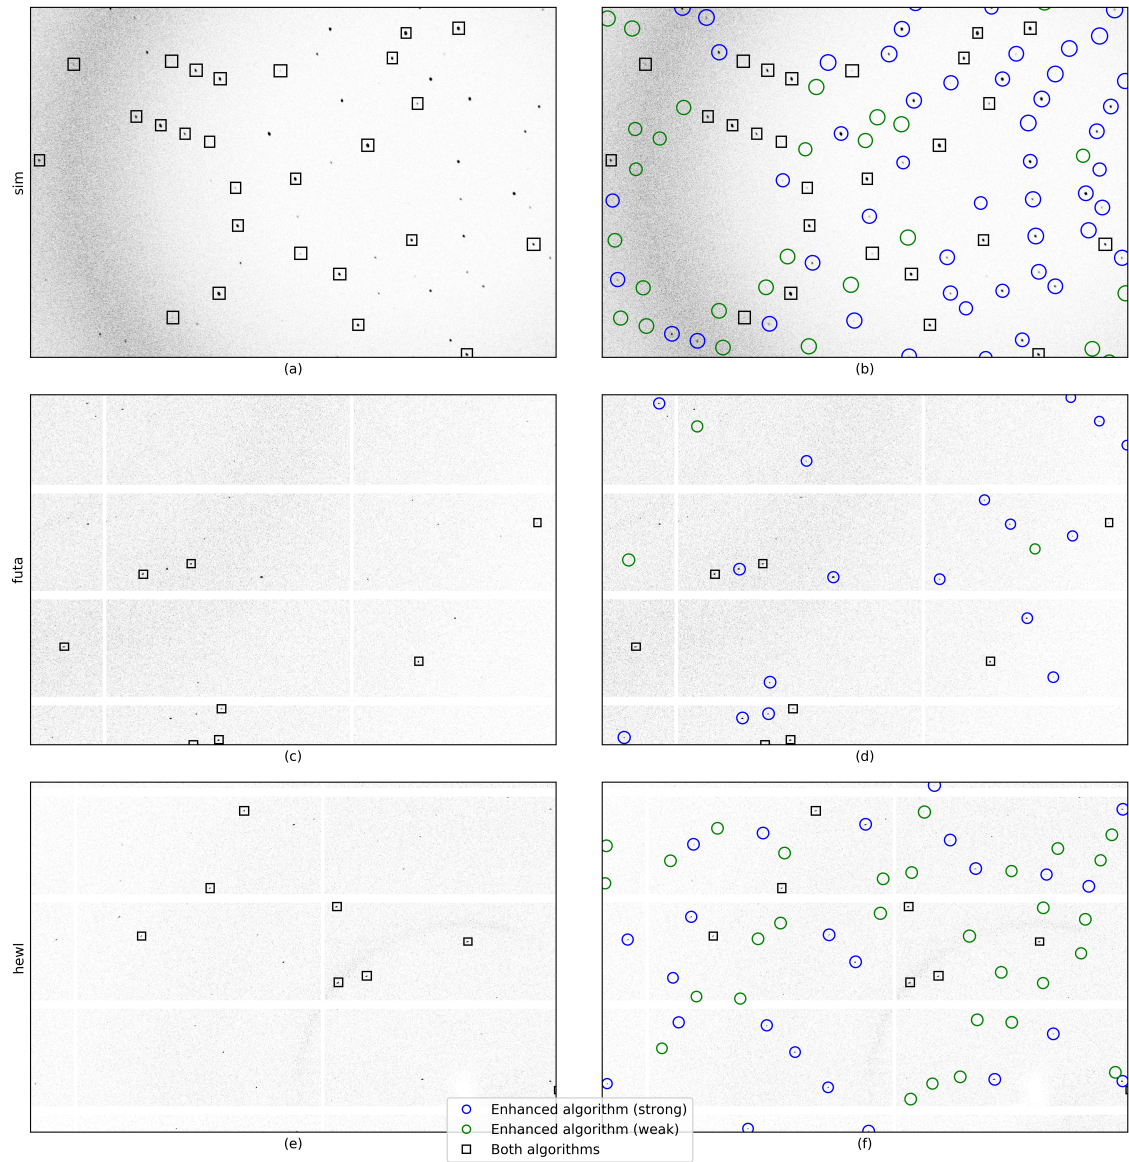 sim
(a)
(b)
futa
(c)
(d)
hewl
(e)
(f)
Enhanced algorithm (strong)
Enhanced algorithm (weak)
Both algorithms